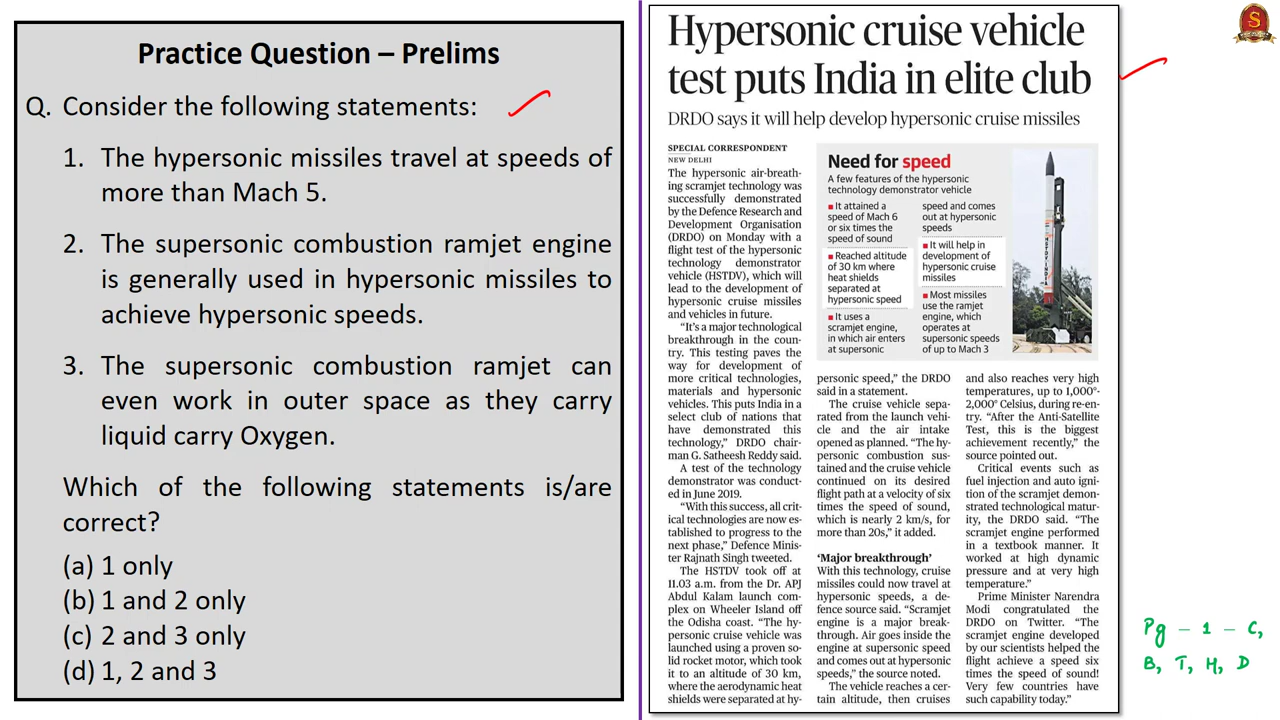 Practice Question – Prelims
Q. Consider the following statements:
1. The hypersonic missiles travel at speeds of
more than Mach 5.
2. The supersonic combustion ramjet engine
is generally used in hypersonic missiles to
achieve hypersonic speeds.
3. The supersonic combustion ramjet can
even work in outer space as they carry
liquid carry Oxygen.
Which of the following statements is/are
correct?
(a) 1 only
(b) 1 and 2 only
(c) 2 and 3 only
(d) 1, 2 and 3
Hypersonic cruise vehicle
test puts India in elite club
DRDO says it will help develop hypersonic cruise missiles
SPECIAL CORRESPONDENT
NEW DELHI
The hypersonic air-breath-
ing scramjet technology was
successfully demonstrated
by the Defence Research and
Development Organisation
(DRDO) on Monday with a
flight test of the hypersonic
technology demonstrator
vehicle (HSTDV), which will
lead to the development of
hypersonic cruise missiles
and vehicles in future.
“It’s a major technological
breakthrough in the coun-
try. This testing paves the
way for development of
more critical technologies,
materials and hypersonic
vehicles. This puts India in a
select club of nations that
have demonstrated this
technology,” DRDO chair-
man G. Satheesh Reddy said.
A test of the technology
demonstrator was conduct-
ed in June 2019.
“With this success, all crit-
ical technologies are now es-
tablished to progress to the
next phase,” Defence Minis-
ter Rajnath Singh tweeted.
The HSTDV took off at
11.03 a.m. from the Dr. APJ
Abdul Kalam launch com-
plex on Wheeler Island off
the Odisha coast. “The hy-
personic cruise vehicle was
launched using a proven so-
lid rocket motor, which took
it to an altitude of 30 km,
where the aerodynamic heat
shields were separated at hy-
Need for speed
A few features of the hypersonic
technology demonstrator vehicle
It attained a
speed of Mach 6
or six times the
speed of sound
Reached altitude
of 30 km where
heat shields
separated at
hypersonic speed
It uses a
scramjet engine,
in which air enters
at supersonic
speed and comes
out at hypersonic
speeds
It will help in
development of
hypersonic cruise
missiles
Most missiles
use the ramjet
engine, which
operates at
supersonic speeds
of up to Mach 3
HSTDV INDIA
personic speed,” the DRDO
said in a statement.
The cruise vehicle sepa-
rated from the launch vehi-
cle and the air intake
opened as planned. “The hy-
personic combustion sus-
tained and the cruise vehicle
continued on its desired
flight path at a velocity of six
times the speed of sound,
which is nearly 2 km/s, for
more than 20s,” it added.
‘Major breakthrough’
With this technology, cruise
missiles could now travel at
hypersonic speeds, a de-
fence source said. “Scramjet
engine is a major break-
through. Air goes inside the
engine at supersonic speed
and comes out at hypersonic
speeds,” the source noted.
The vehicle reaches a cer-
tain altitude, then cruises
and also reaches very high
temperatures, up to 1,000°-
2,000° Celsius, during re-en-
try. “After the Anti-Satellite
Test, this is the biggest
achievement recently,” the
source pointed out.
Critical events such as
fuel injection and auto igni-
tion of the scramjet demon-
strated technological matur-
ity, the DRDO said. “The
scramjet engine performed
in a textbook manner. It
worked at high dynamic
pressure and at very high
temperature.”
Prime Minister Narendra
Modi congratulated the
DRDO on Twitter. “The
scramjet engine developed
by our scientists helped the
flight achieve a speed six
times the speed of sound!
Very few countries have
such capability today.”
S
Pg – 1 – C,
B, T, H, D